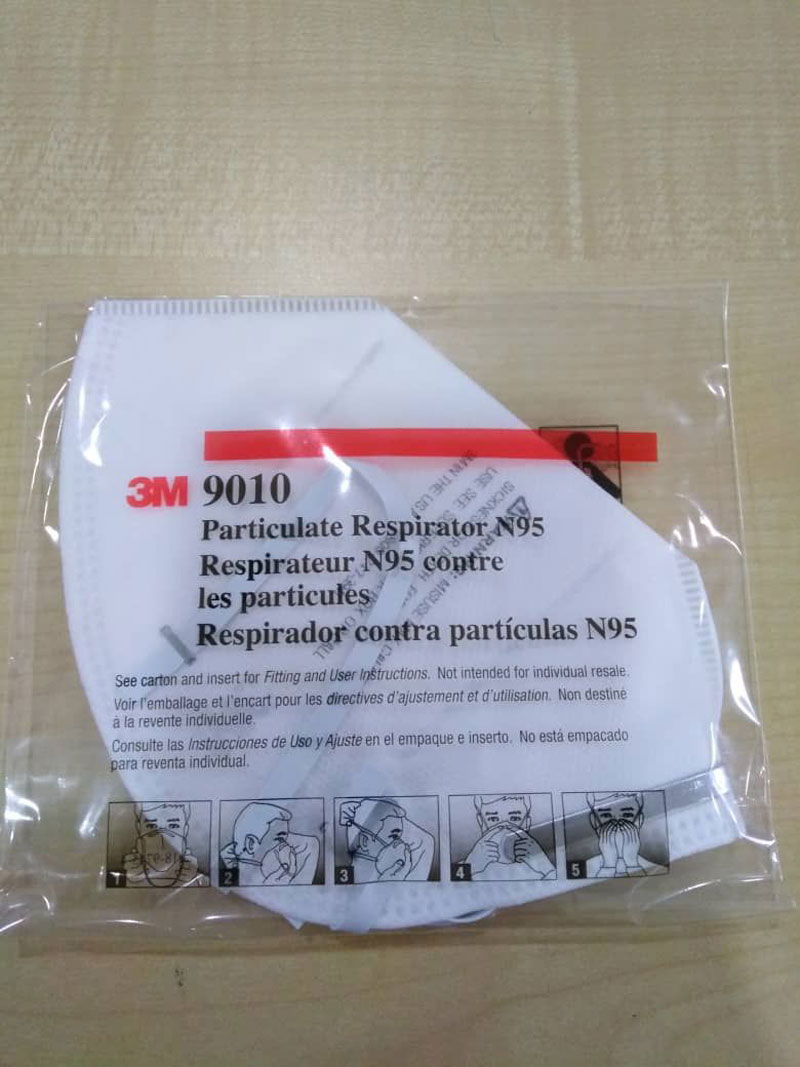 3M 9010
Particulate Respirator N95
Respirateur N95 contre
les particules
Respirador contra partículas N95
See carton and insert for Fitting and User Instructions. Not intended for individual resale.
Voir l'emballage et l'encart pour les directives d'ajustement et d'utilisation. Non destiné
à la revente individuelle.
Consulte las Instrucciones de Uso y Ajuste en el empaque e inserto. No está empacado
para reventa individual.
1 2 3 4 5